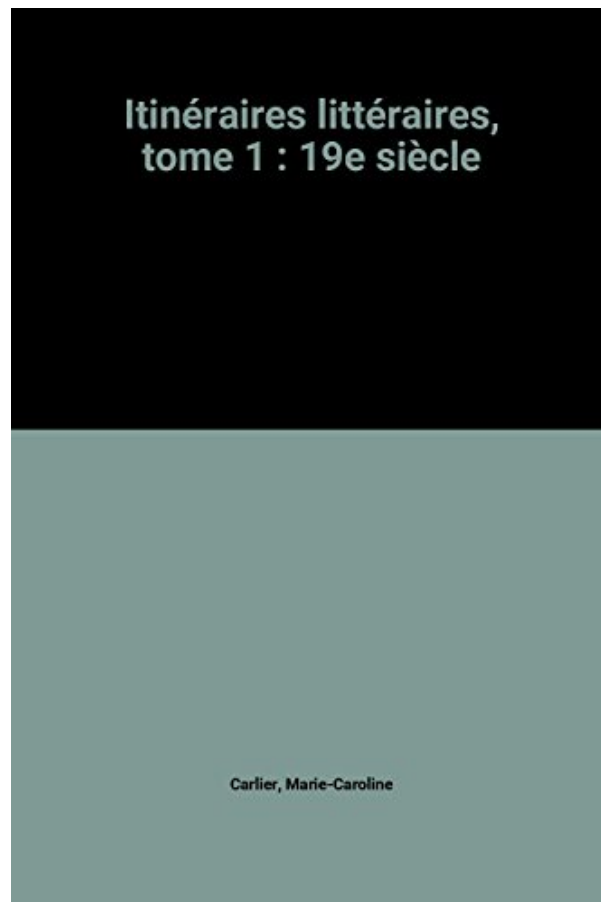 Itinéraires littéraires,
tome 1 : 19e siècle
Carlier, Marie-Caroline